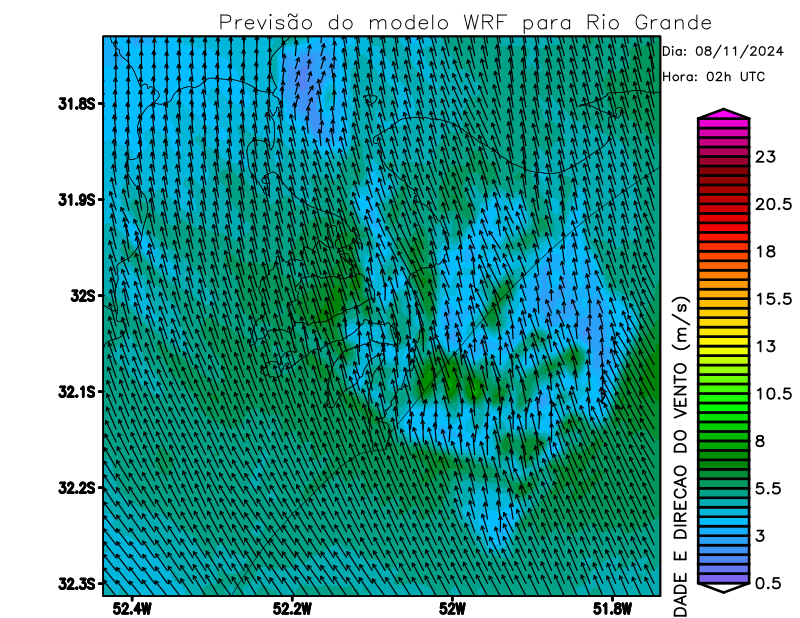 Previsão do modelo WRF para Rio Grande
Dia: 08/11/2024
Hora: 02h UTC
31.8S
31.9S
32S
32.1S
32.2S
32.3S
52.4W
52.2W
52W
51.8W
23
20.5
18
15.5
13
10.5
8
5.5
3
0.5
DADE E DIRECAO DO VENTO (m/s)